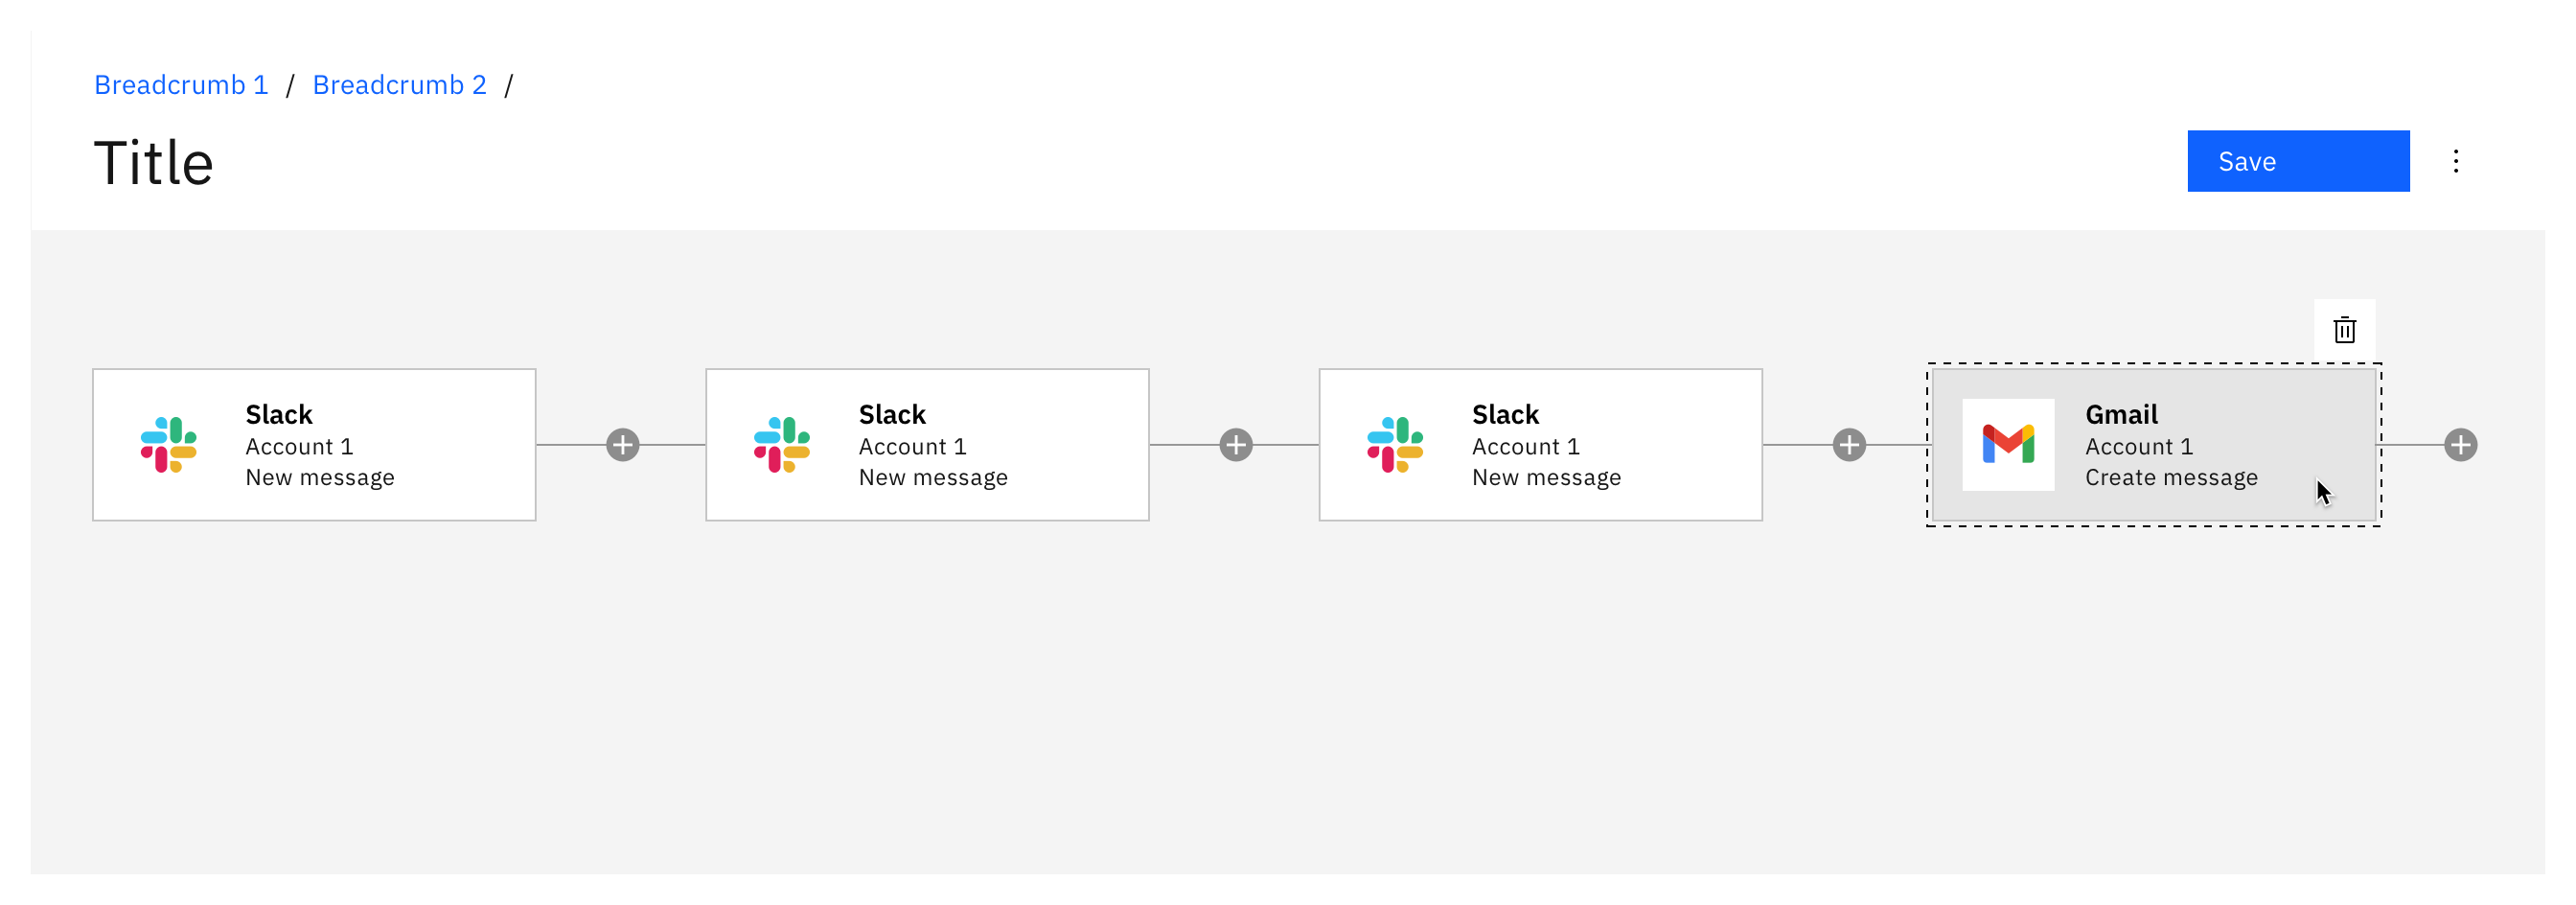 Breadcrumb 1 / Breadcrumb 2 /
Title
Save
Slack
Account 1
New message
Slack
Account 1
New message
Slack
Account 1
New message
Gmail
Account 1
Create message